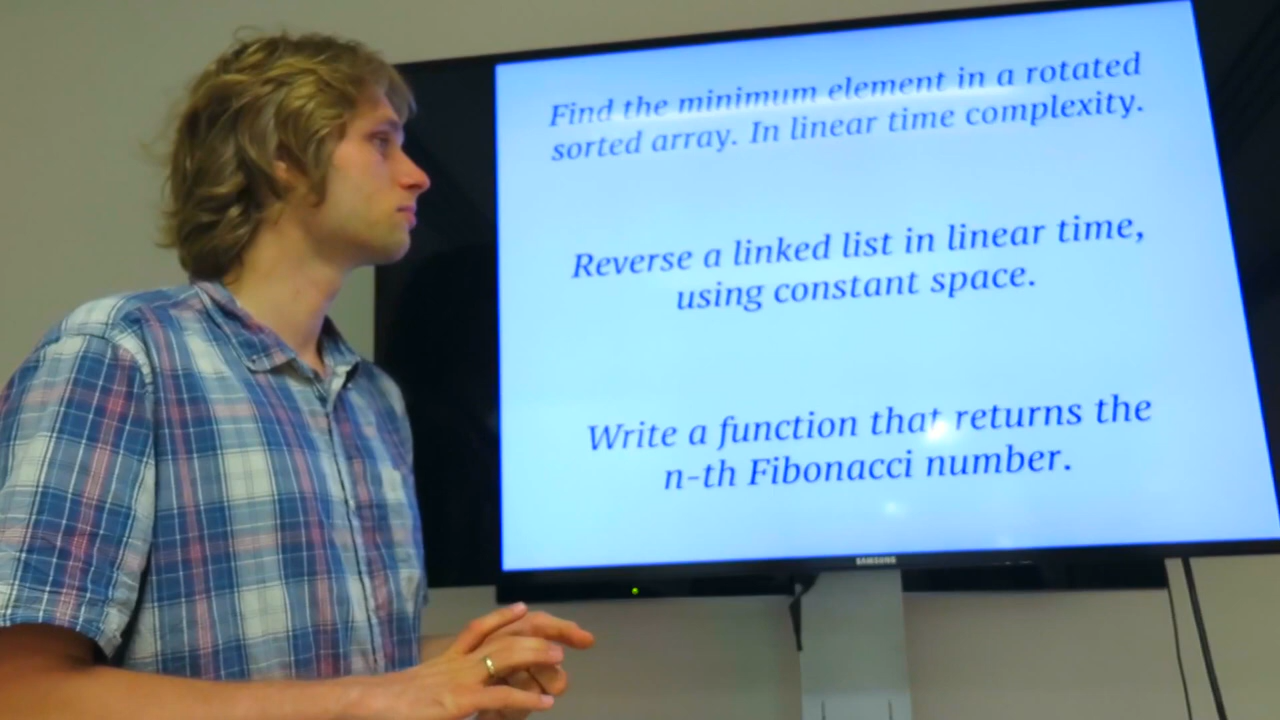 Find the minimum element in a rotated
sorted array. In linear time complexity.
Reverse a linked list in linear time,
using constant space.
Write a function that returns the
n-th Fibonacci number.
SAMSUNG